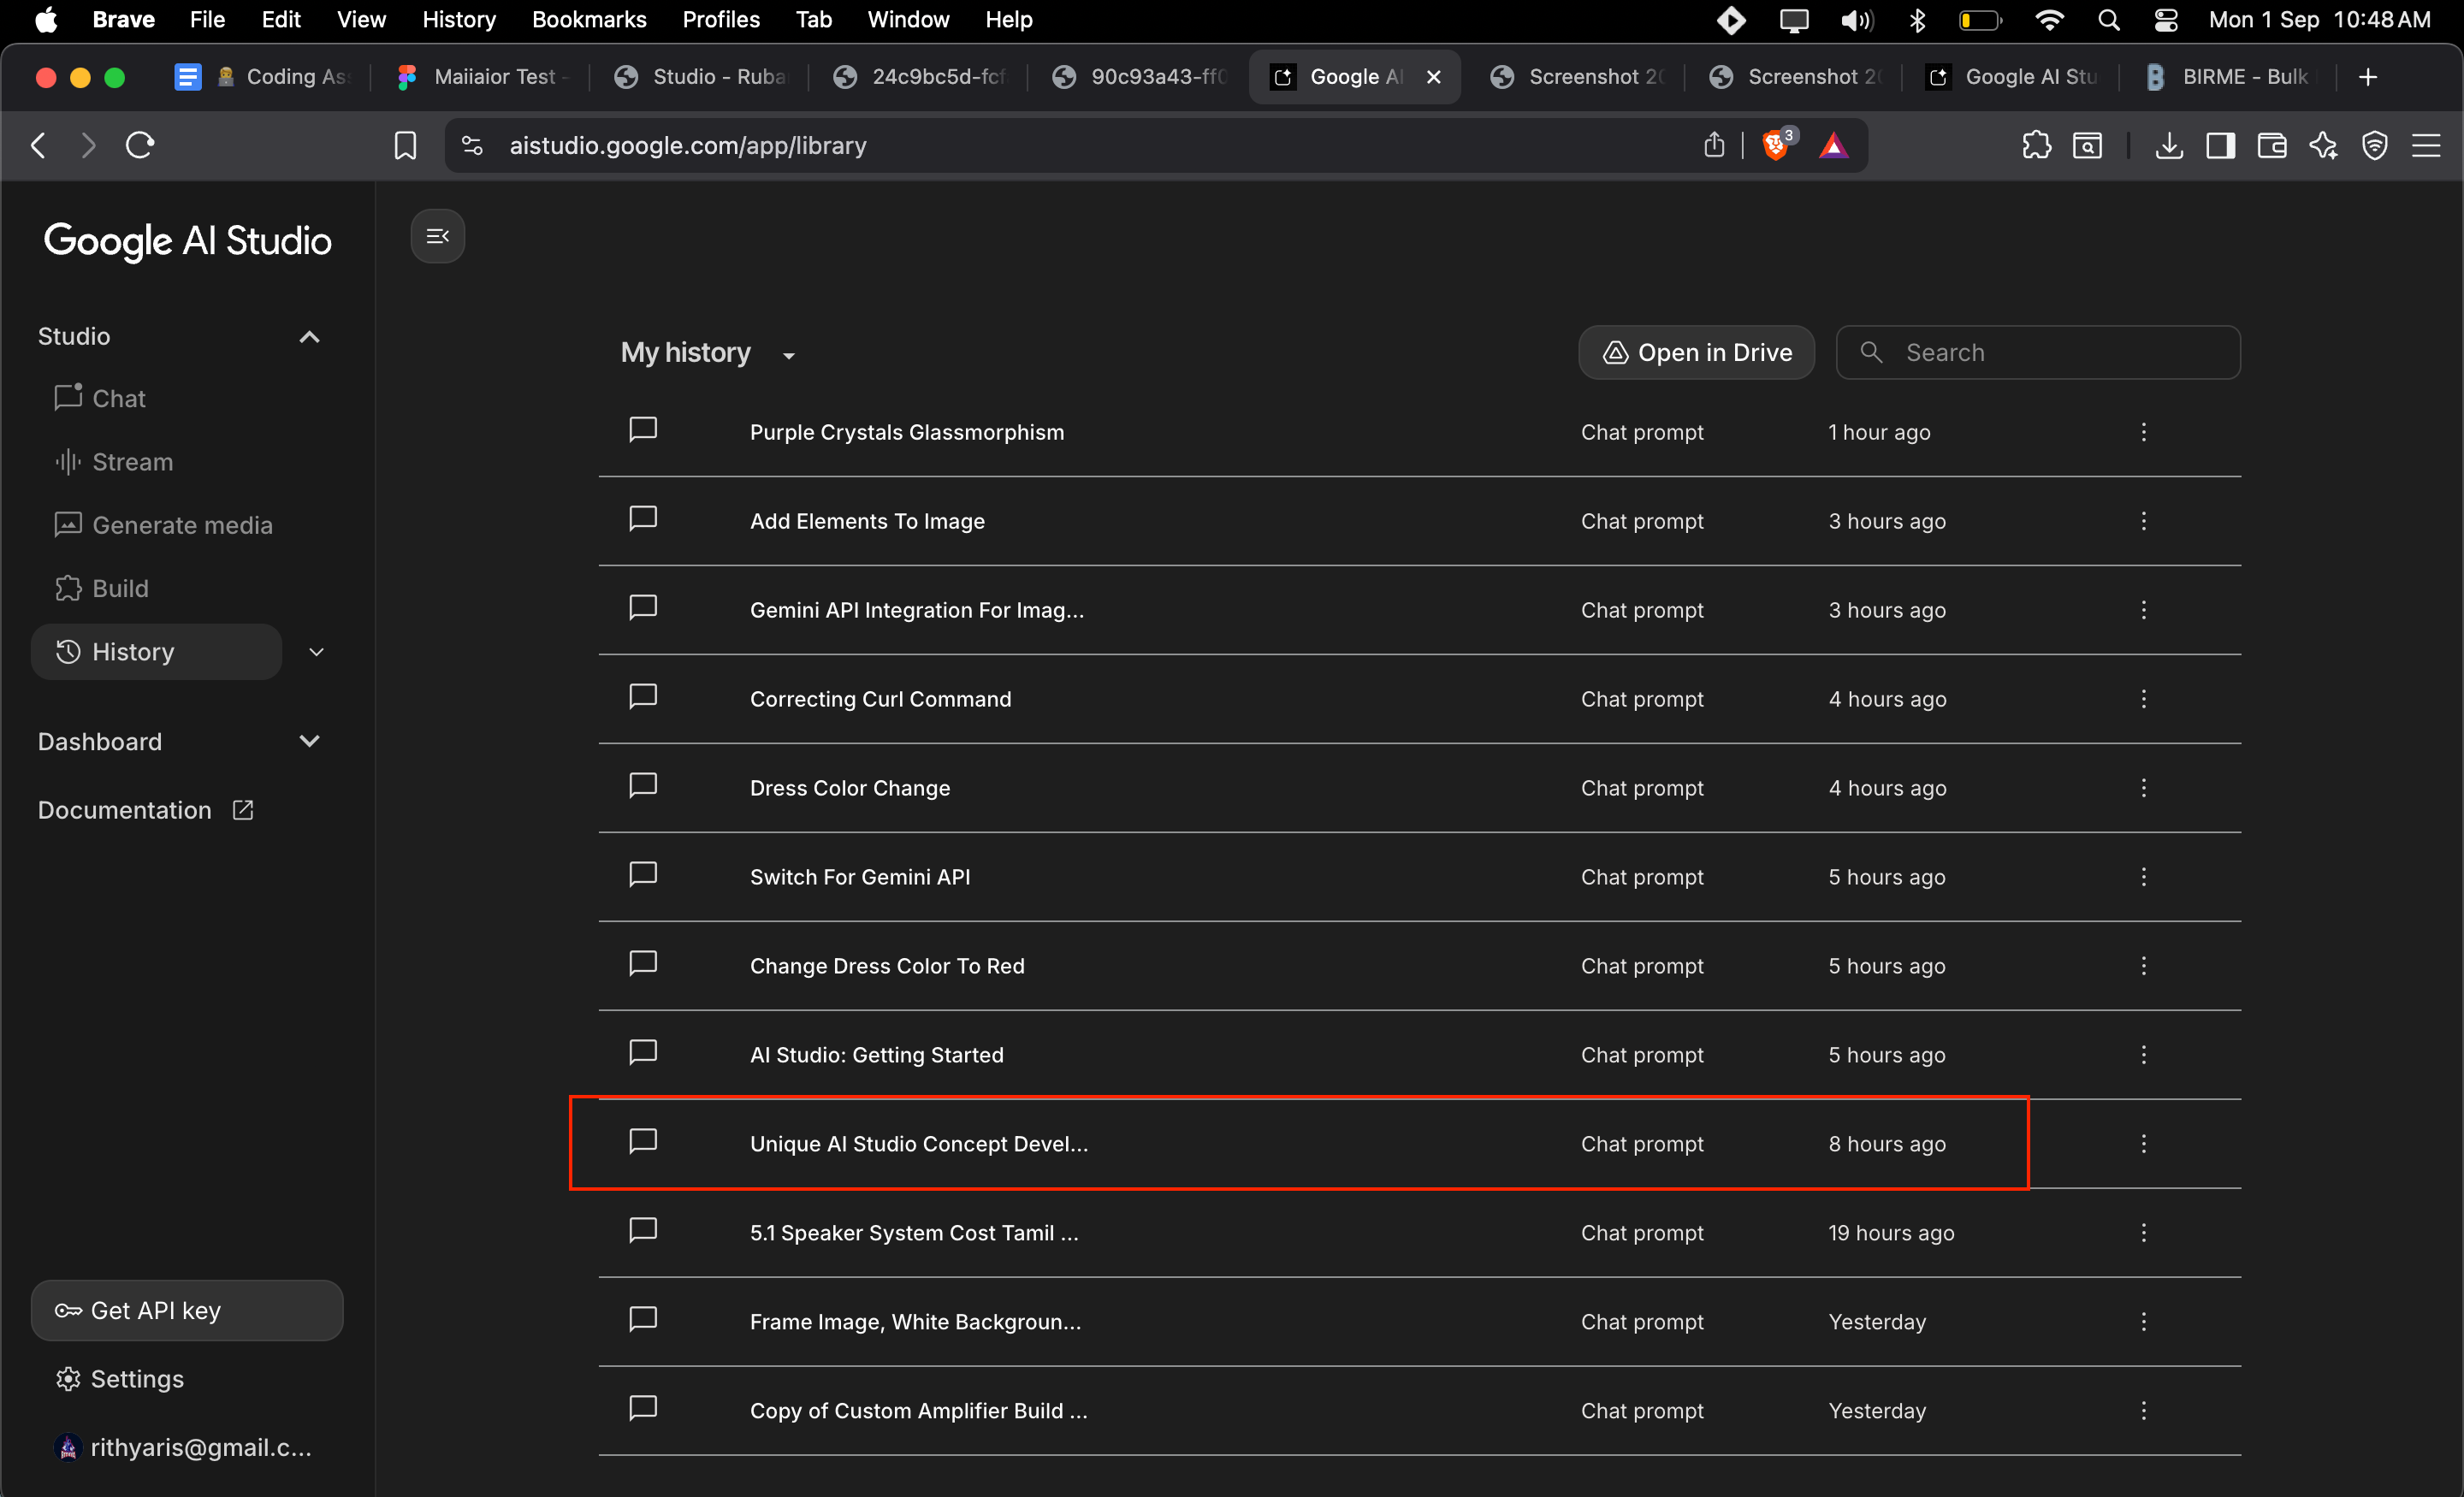 Brave File Edit View History Bookmarks Profiles Tab Window Help Mon 1 Sep 10:48 AM
Coding As Maiiaior Test - Studio - Ruba 24c9bc5d-fcf 90c93a43-ff0 Google AI Screenshot 20 Screenshot 20 Google AI Stu BIRME - Bulk
aistudio.google.com/app/library 3
Google AI Studio
Studio
Chat
Stream
Generate media
Build
History
Dashboard
Documentation
Get API key
Settings
rithyaris@gmail.c...
My history Open in Drive Search
Purple Crystals Glassmorphism Chat prompt 1 hour ago
Add Elements To Image Chat prompt 3 hours ago
Gemini API Integration For Imag... Chat prompt 3 hours ago
Correcting Curl Command Chat prompt 4 hours ago
Dress Color Change Chat prompt 4 hours ago
Switch For Gemini API Chat prompt 5 hours ago
Change Dress Color To Red Chat prompt 5 hours ago
AI Studio: Getting Started Chat prompt 5 hours ago
Unique AI Studio Concept Devel... Chat prompt 8 hours ago
5.1 Speaker System Cost Tamil ... Chat prompt 19 hours ago
Frame Image, White Backgroun... Chat prompt Yesterday
Copy of Custom Amplifier Build ... Chat prompt Yesterday